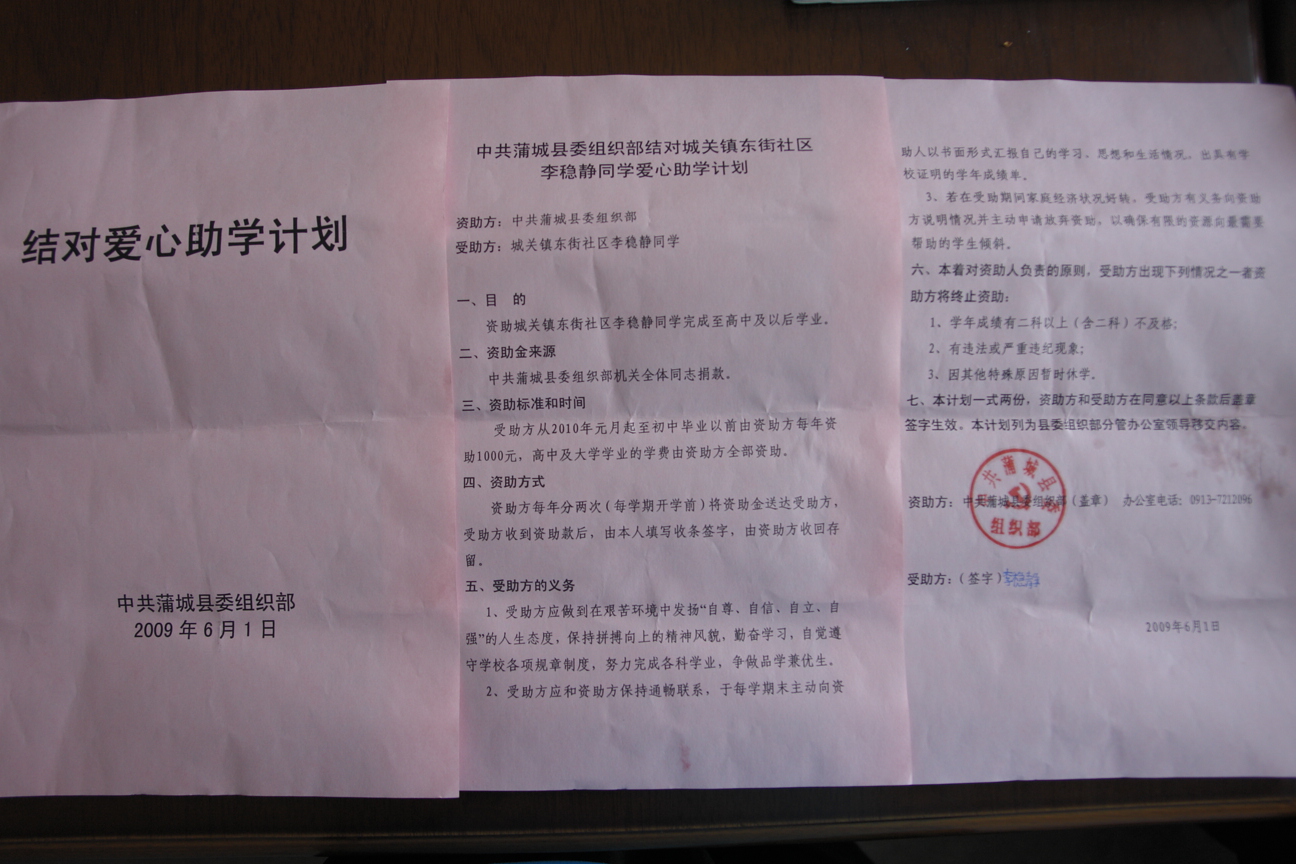 结对爱心助学计划
中共蒲城县委组织部
2009年6月1日
中共蒲城县委组织部结对城关镇东街社区
李稳静同学爱心助学计划
资助方：中共蒲城县委组织部
受助方：城关镇东街社区李稳静同学
一、目 的
资助城关镇东街社区李稳静同学完成至高中及以后学业。
二、资助金来源
中共蒲城县委组织部机关全体同志捐款。
三、资助标准和时间
受助方从2010年元月起至初中毕业以前由资助方每年资
助1000元，高中及大学学业的学费由资助方全部资助。
四、资助方式
资助方每年分两次（每学期开学前）将资助金送达受助方，
受助方收到资助款后，由本人填写收条签字，由资助方收回存
留。
五、受助方的义务
1、受助方应做到在艰苦环境中发扬“自尊、自信、自立、自
强”的人生态度，保持拼搏向上的精神风貌，勤奋学习，自觉遵
守学校各项规章制度，努力完成各科学业，争做品学兼优生。
2、受助方应和资助方保持通畅联系，于每学期末主动向资
助人以书面形式汇报自己的学习、思想和生活情况，出具有学
校证明的学年成绩单。
3、若在受助期间家庭经济状况好转，受助方有义务向资助
方说明情况并主动申请放弃资助，以确保有限的资源向最需要
帮助的学生倾斜。
六、本着对资助人负责的原则，受助方出现下列情况之一者资
助方将终止资助：
1、学年成绩有二科以上（含二科）不及格；
2、有违法或严重违纪现象；
3、因其他特殊原因暂时休学。
七、本计划一式两份，资助方和受助方在同意以上条款后盖章
签字生效。本计划列为县委组织部分管办公室领导移交内容。
资助方：中共蒲城县委组织部（盖章） 办公室电话：0913-7212096
中共蒲城县委
组织部
受助方：（签字）李稳静
2009年6月1日